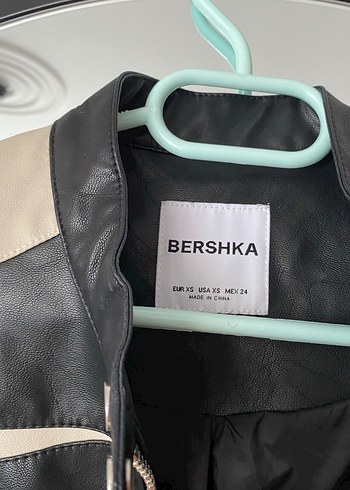 BERSHKA
EUR XS USA XS MEX 24
MADE IN CHINA